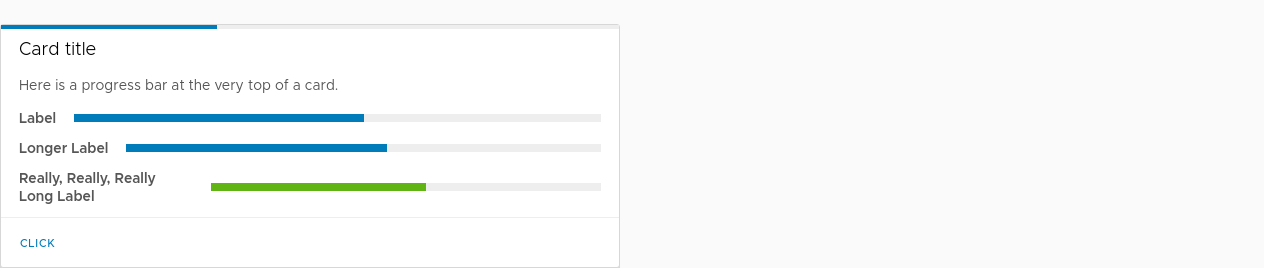 Card title
Here is a progress bar at the very top of a card.
Label
Longer Label
Really, Really, Really
Long Label
CLICK